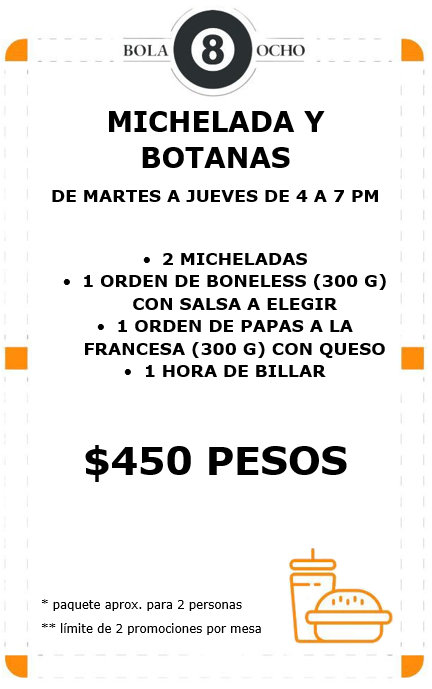 BOLA 8 OCHO
MICHELADA Y
BOTANAS
DE MARTES A JUEVES DE 4 A 7 PM
• 2 MICHELADAS
• 1 ORDEN DE BONELESS (300 G)
CON SALSA A ELEGIR
• 1 ORDEN DE PAPAS A LA
FRANCESA (300 G) CON QUESO
• 1 HORA DE BILLAR
$450 PESOS
* paquete aprox. para 2 personas
** límite de 2 promociones por mesa